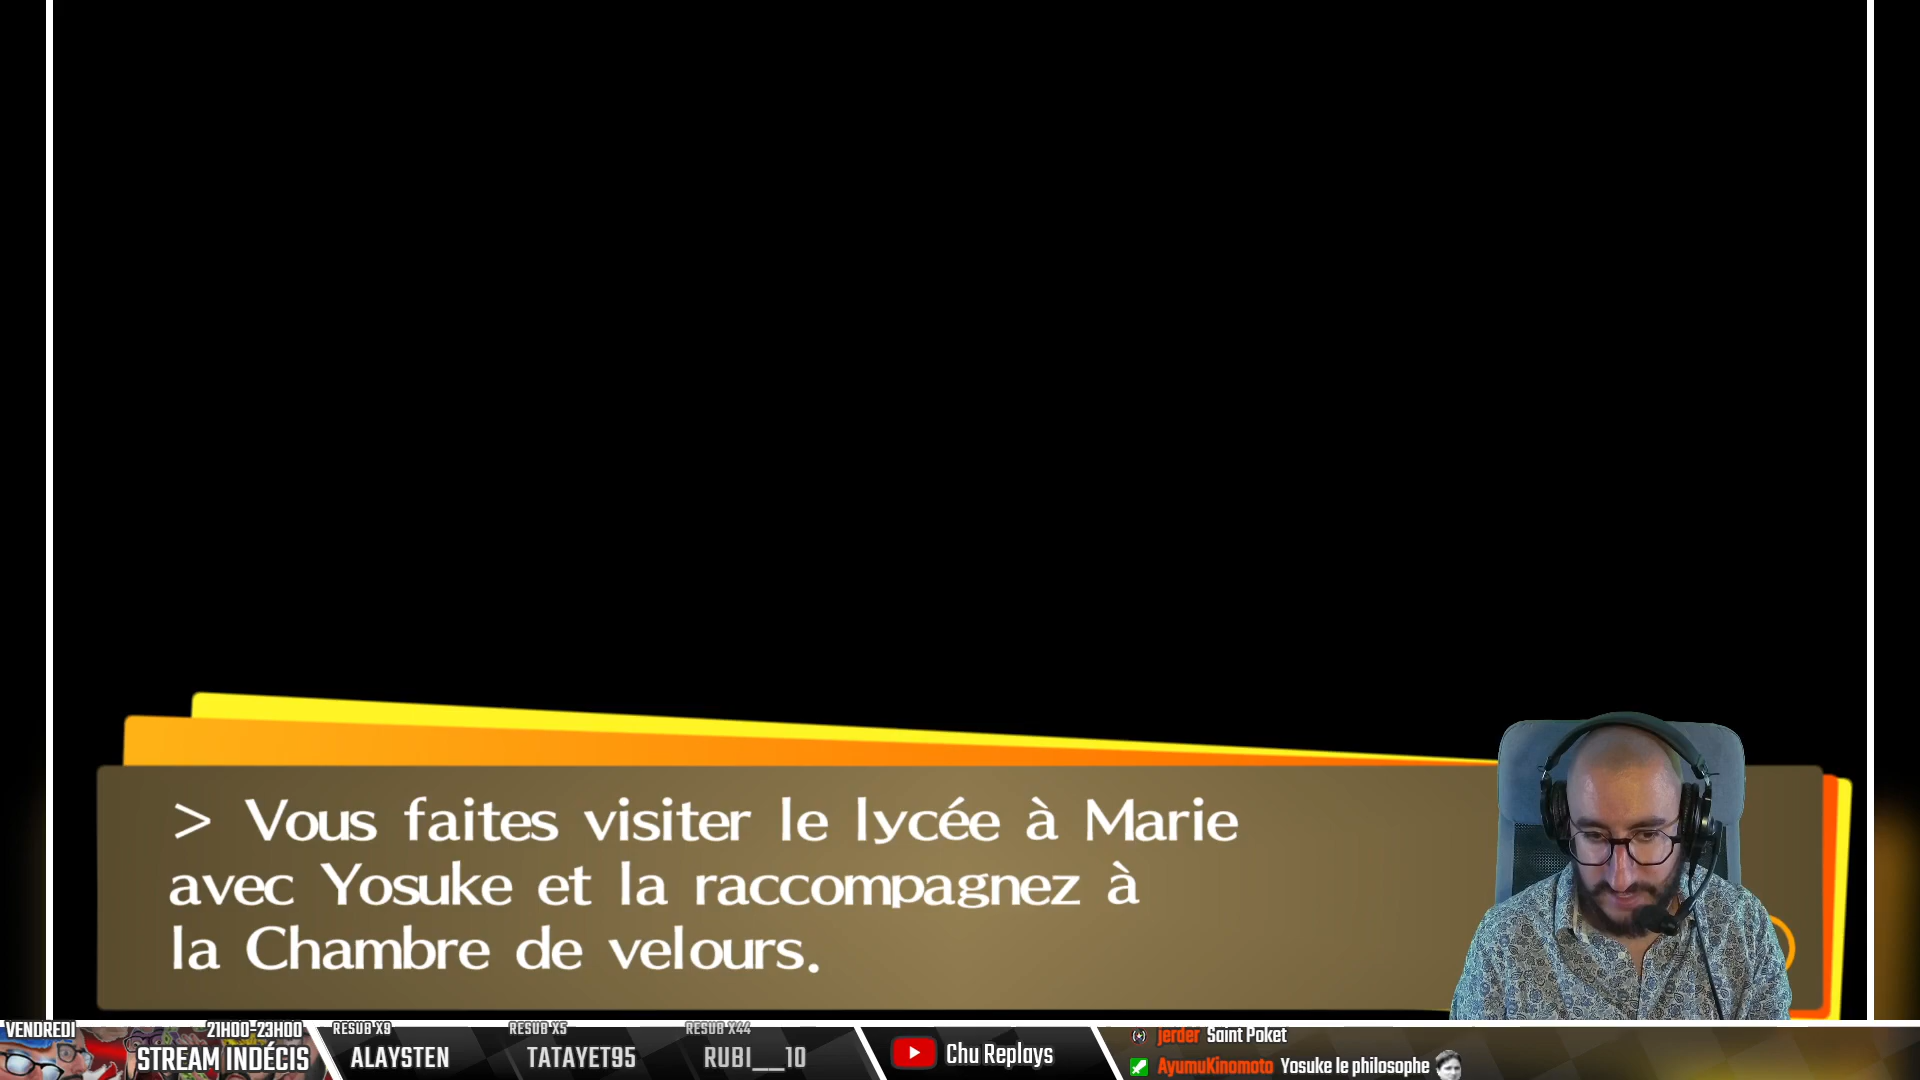 > Vous faites visiter le lycée à Marie
avec Yosuke et la raccompagnez à
la Chambre de velours.
VENDREDI 21H00-23H00
STREAM INDÉCIS
RESUB X9
ALAYSTEN
RESUB X5
TATAYET95
RESUB X44
RUBI__10
Chu Replays
jerder Saint Poket
AyumuKinomoto Yosuke le philosophe